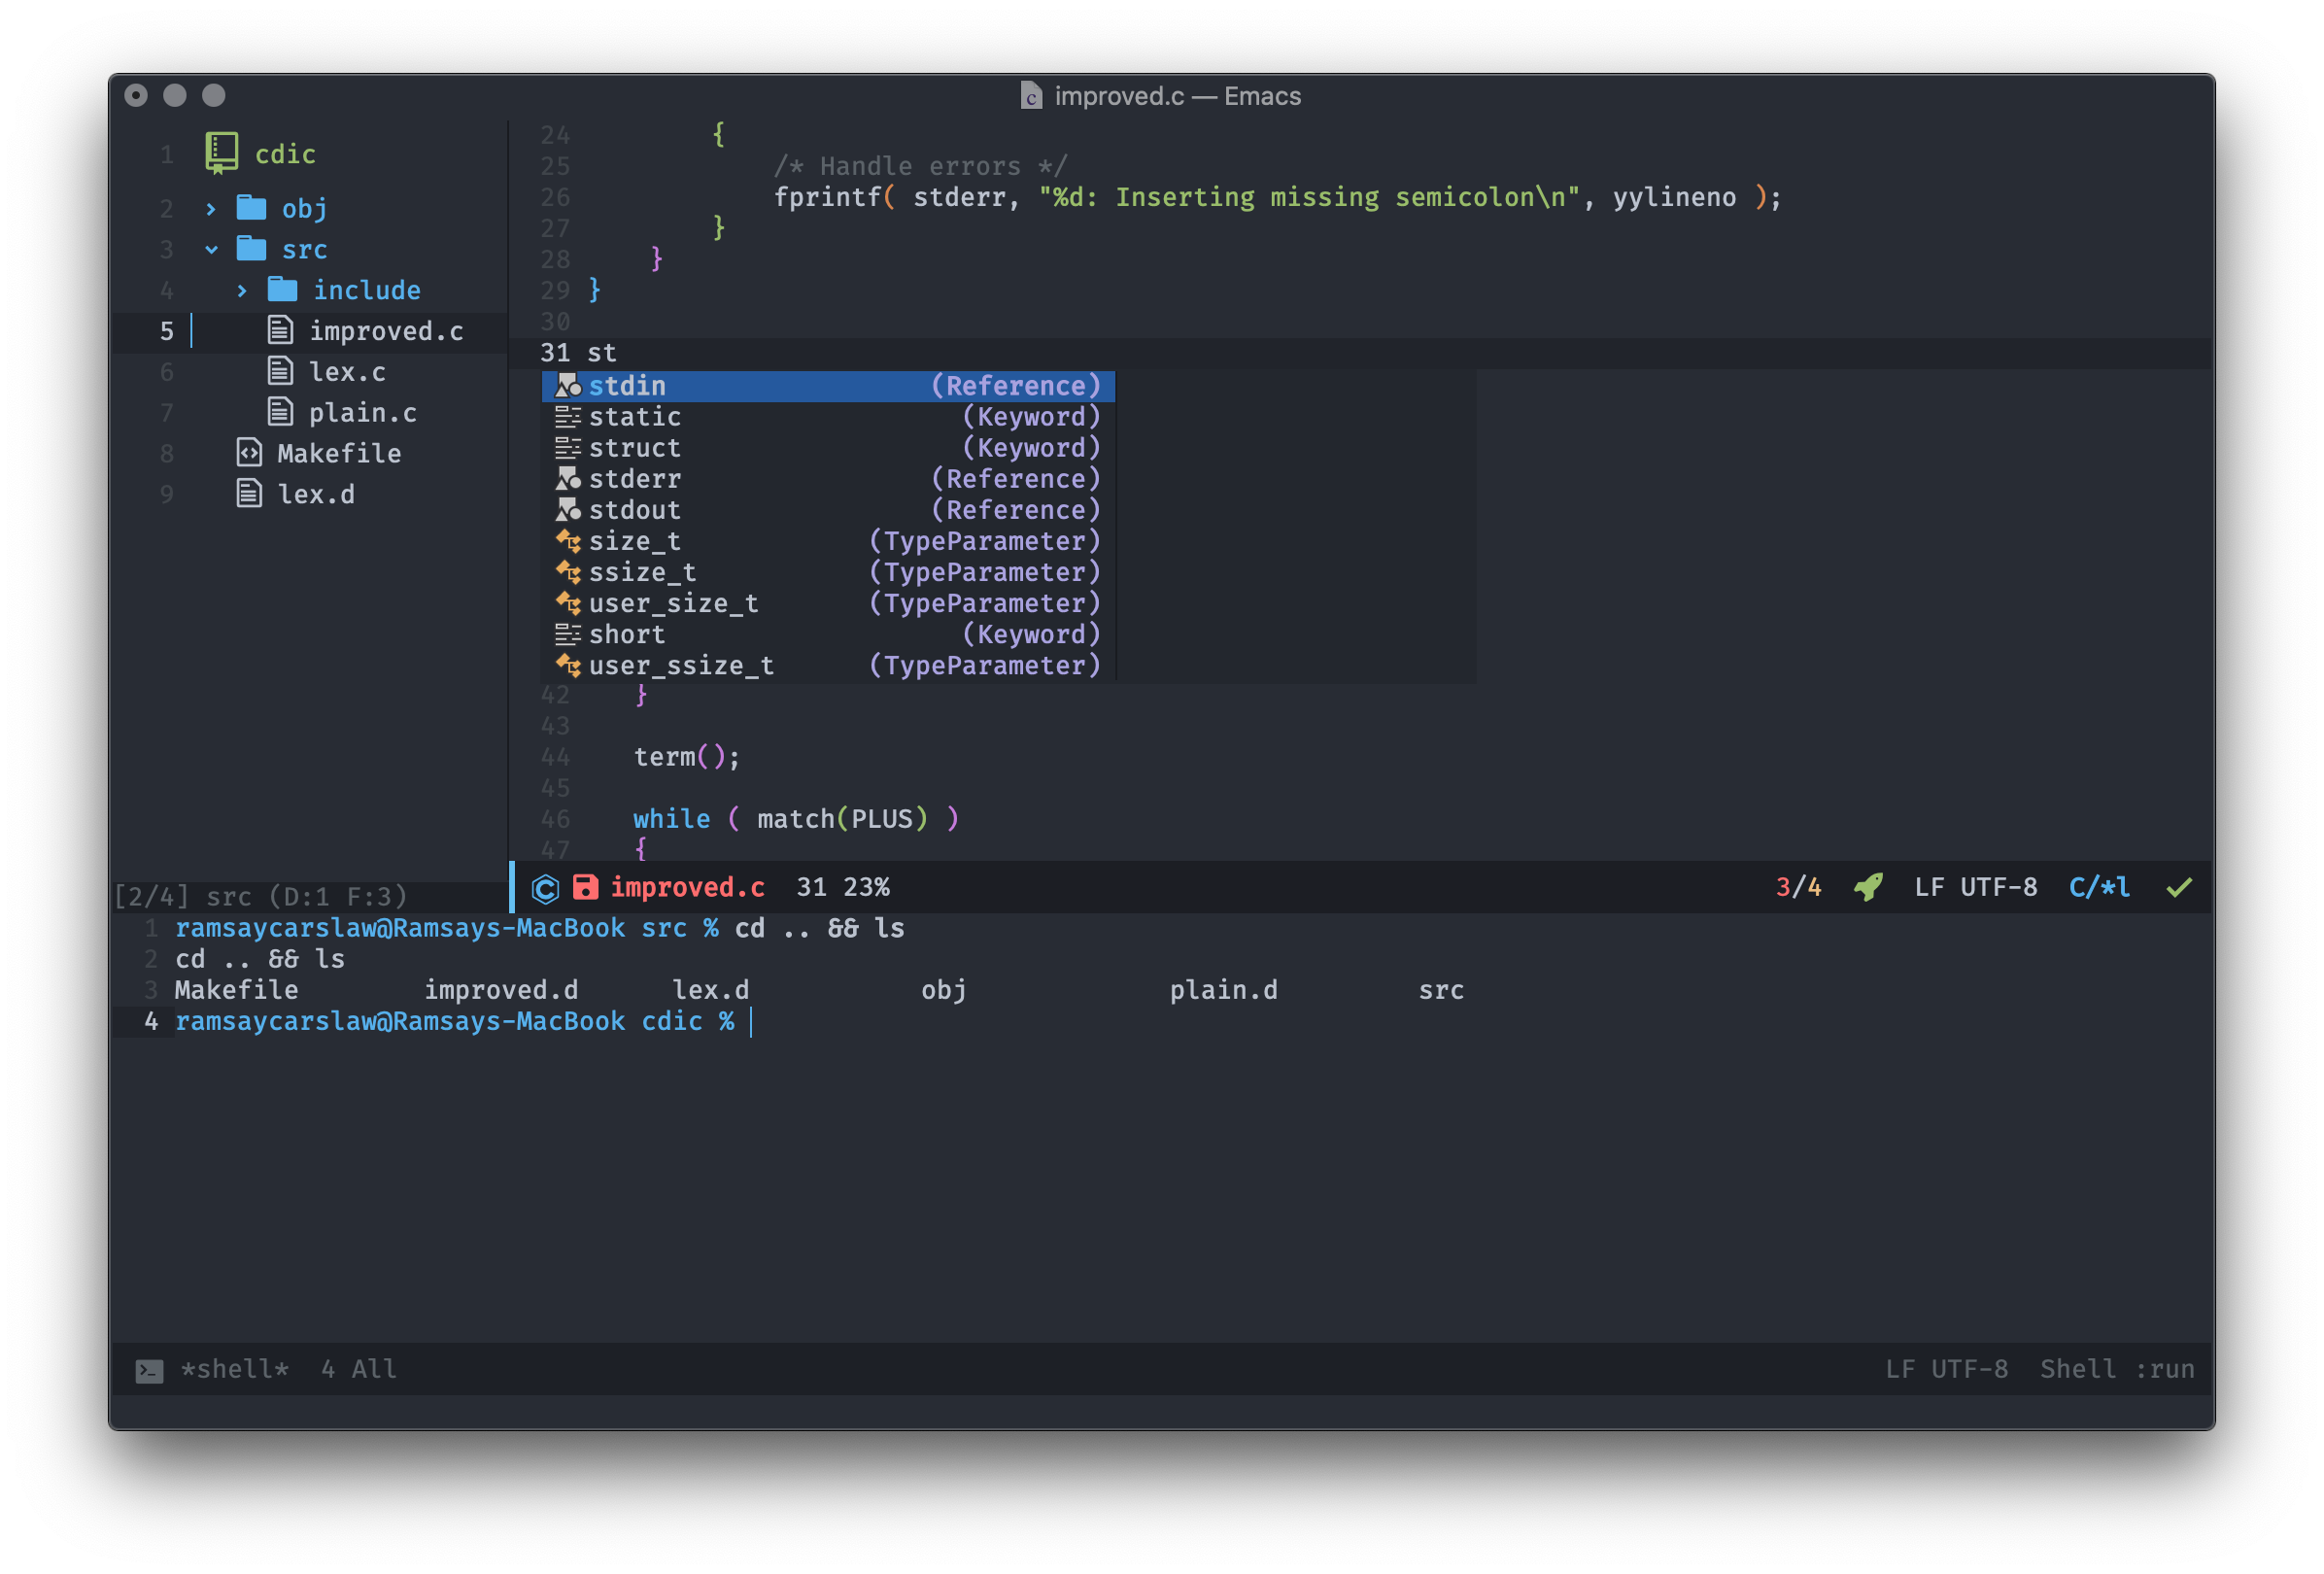 improved.c — Emacs
1 cdic
2 obj
3 src
4 include
5 improved.c
6 lex.c
7 plain.c
8 Makefile
9 lex.d
[2/4] src (D:1 F:3)
24 {
25 /* Handle errors */
26 fprintf( stderr, "%d: Inserting missing semicolon\n", yylineno );
27 }
28 }
29 }
30
31 st
stdin (Reference)
static (Keyword)
struct (Keyword)
stderr (Reference)
stdout (Reference)
size_t (TypeParameter)
ssize_t (TypeParameter)
user_size_t (TypeParameter)
short (Keyword)
user_ssize_t (TypeParameter)
42 }
43
44 term();
45
46 while ( match(PLUS) )
47 {
improved.c 31 23% 3/4 LF UTF-8 C/*l
1 ramsaycarslaw@Ramsays-MacBook src % cd .. && ls
2 cd .. && ls
3 Makefile improved.d lex.d obj plain.d src
4 ramsaycarslaw@Ramsays-MacBook cdic %
*shell* 4 All LF UTF-8 Shell :run